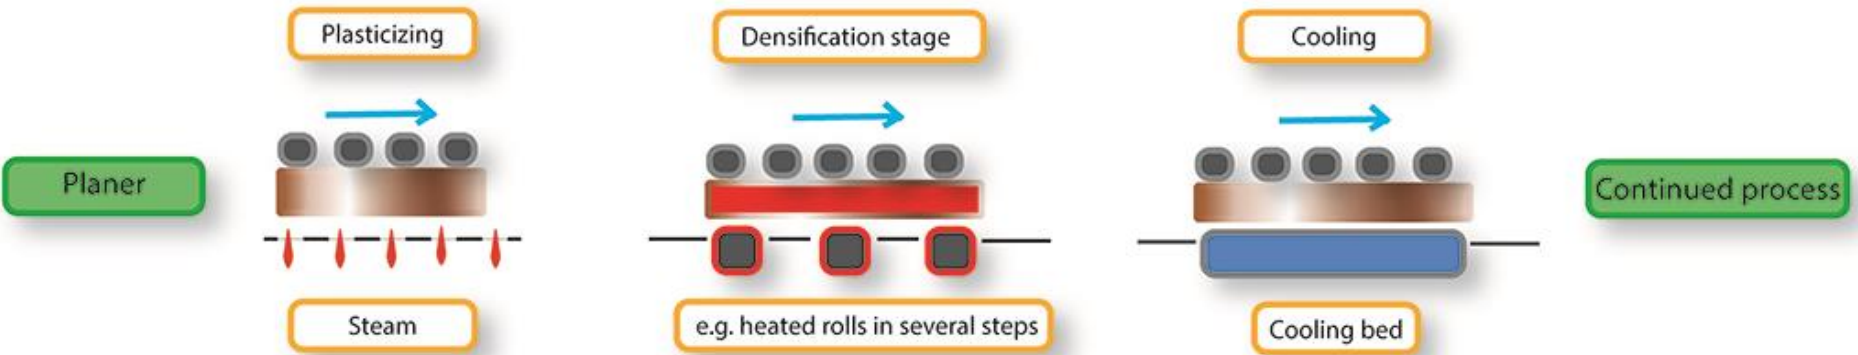 Plasticizing
Densification stage
Cooling
Planer
Continued process
Steam
e.g. heated rolls in several steps
Cooling bed